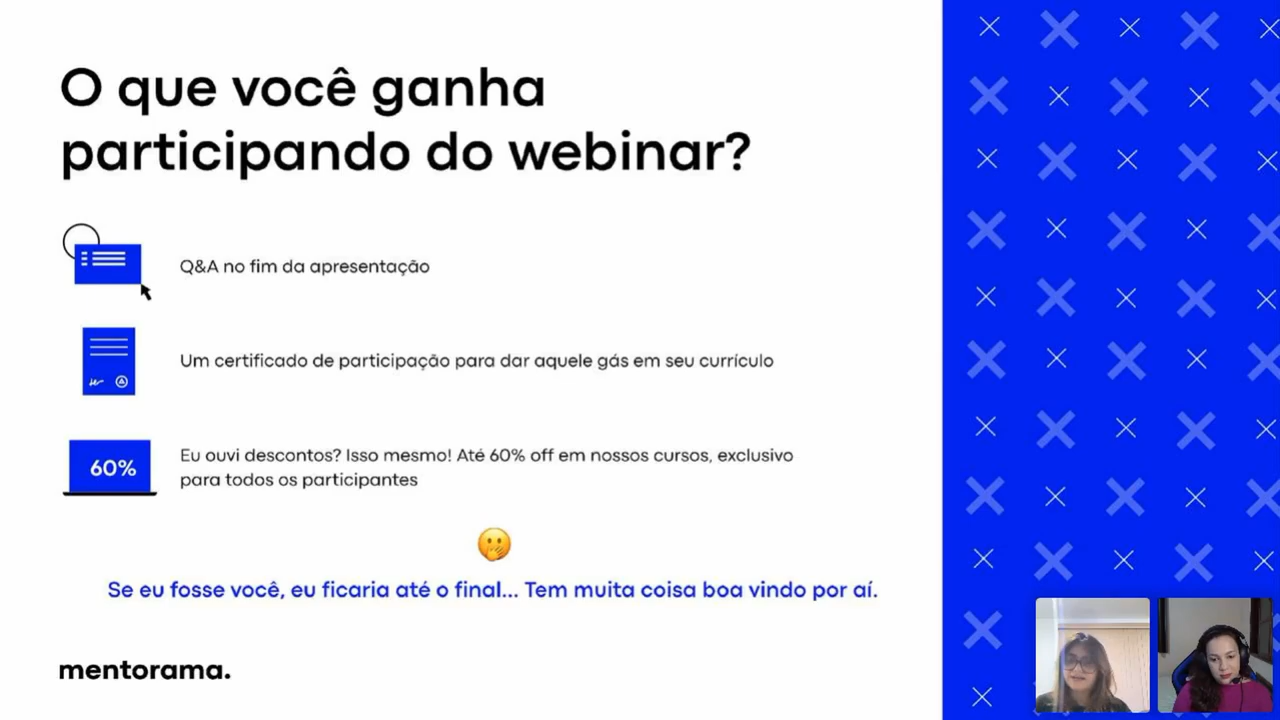 O que você ganha
participando do webinar?
Q&A no fim da apresentação
Um certificado de participação para dar aquele gás em seu currículo
60%
Eu ouvi descontos? Isso mesmo! Até 60% off em nossos cursos, exclusivo
para todos os participantes
Se eu fosse você, eu ficaria até o final... Tem muita coisa boa vindo por aí.
mentorama.